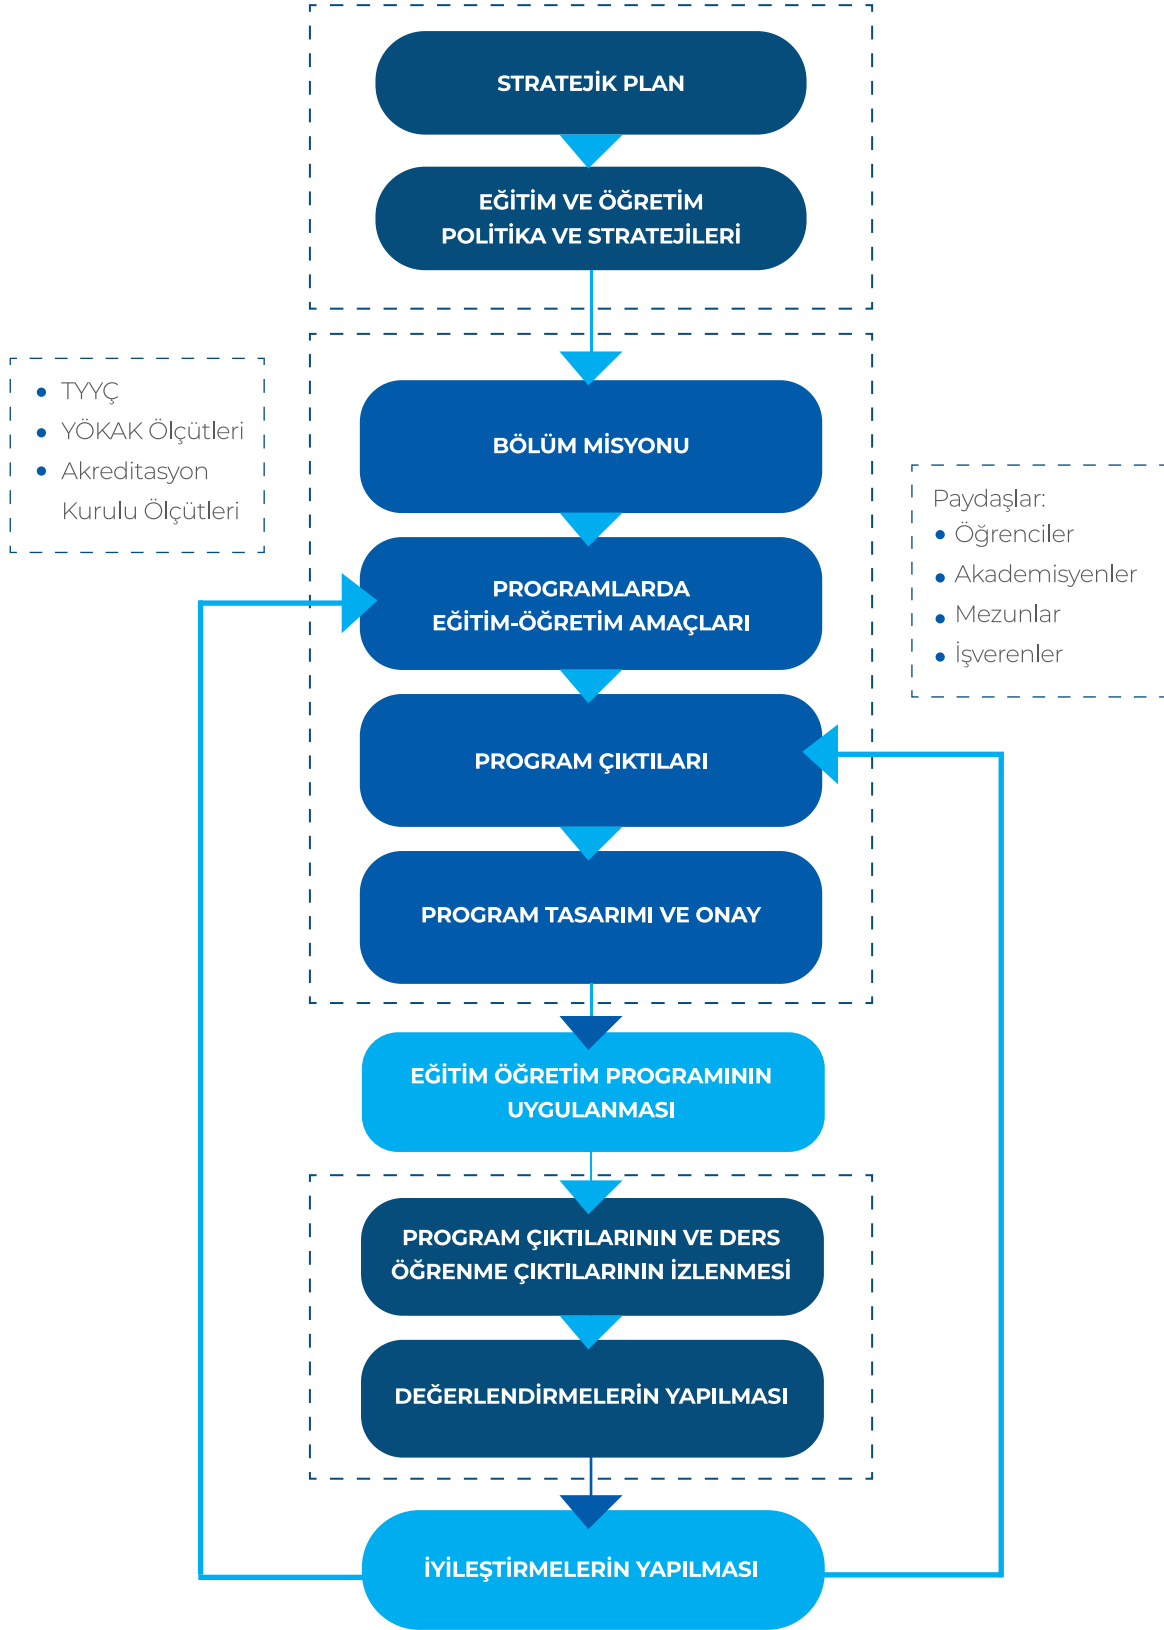 STRATEJİK PLAN
EĞİTİM VE ÖĞRETİM
POLİTİKA VE STRATEJİLERİ
TYYÇ
YÖKAK Ölçütleri
Akreditasyon
Kurulu Ölçütleri
BÖLÜM MİSYONU
Paydaşlar:
Öğrenciler
Akademisyenler
Mezunlar
İşverenler
PROGRAMLARDA
EĞİTİM-ÖĞRETİM AMAÇLARI
PROGRAM ÇIKTILARI
PROGRAM TASARIMI VE ONAY
EĞİTİM ÖĞRETİM PROGRAMININ
UYGULANMASI
PROGRAM ÇIKTILARININ VE DERS
ÖĞRENME ÇIKTILARININ İZLENMESİ
DEĞERLENDİRMELERİN YAPILMASI
İYİLEŞTİRMELERİN YAPILMASI